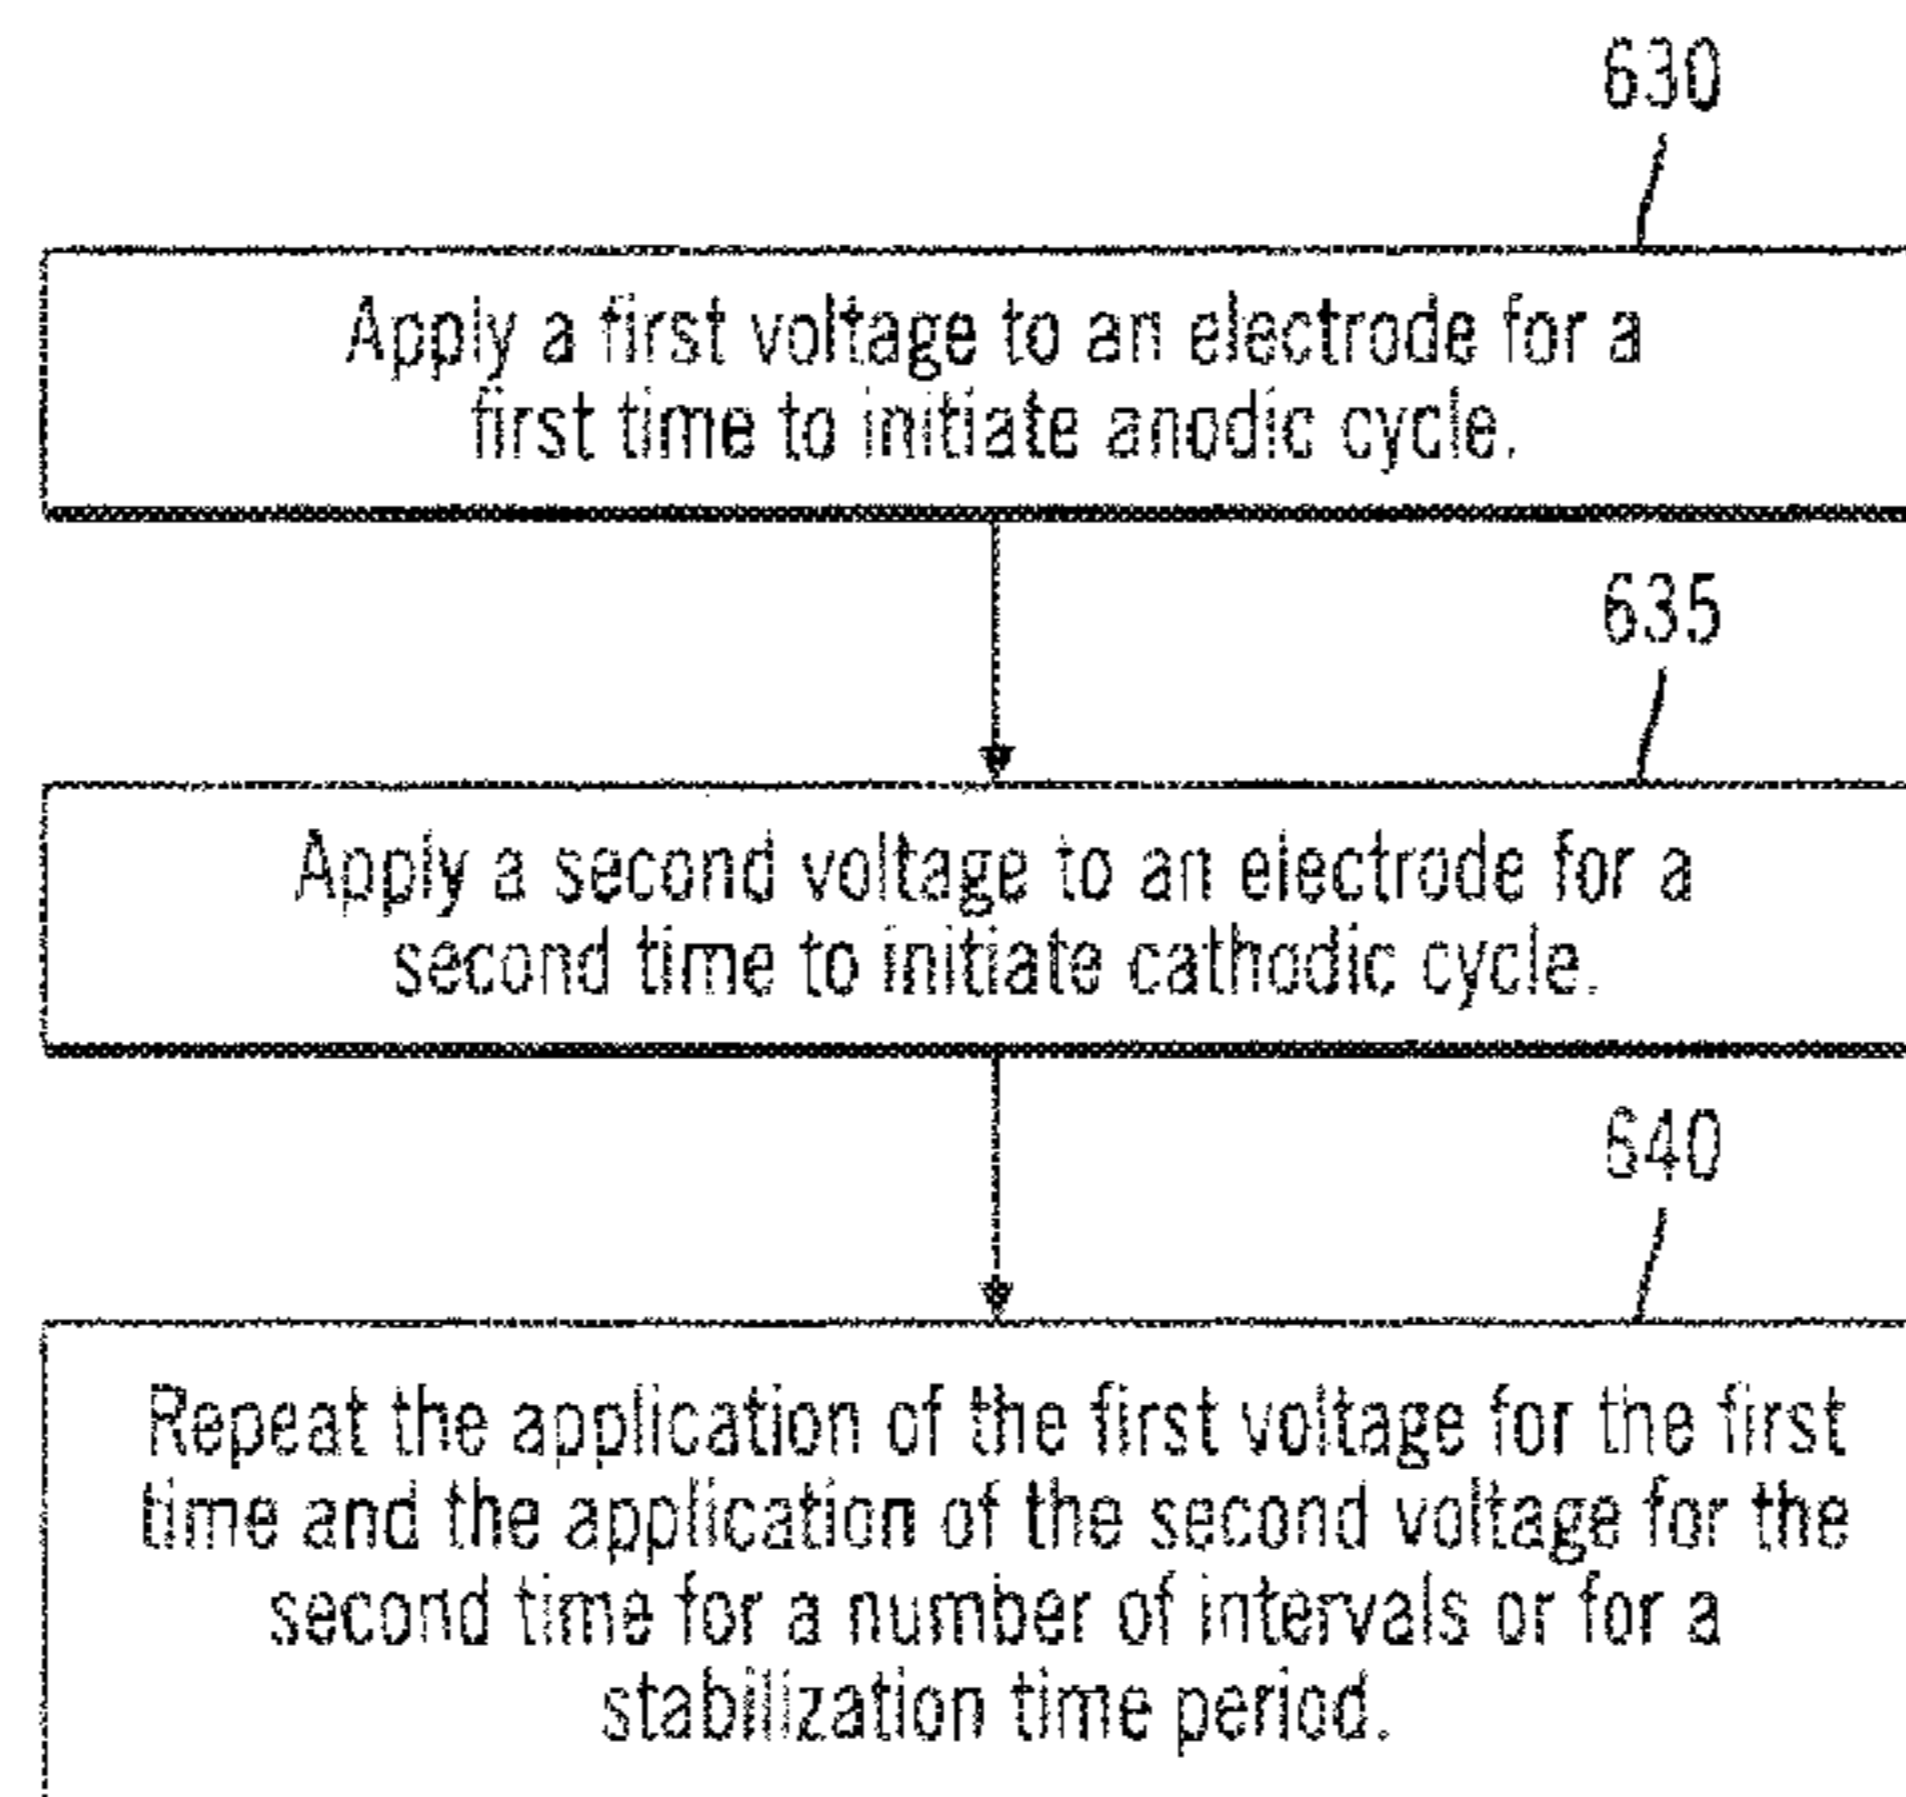 630
Apply a first voltage to an electrode for a
first time to initiate anodic cycle.
635
Apply a second voltage to an electrode for a
second time to initiate cathodic cycle.
640
Repeat the application of the first voltage for the first
time and the application of the second voltage for the
second time for a number of intervals or for a
stabilization time period.